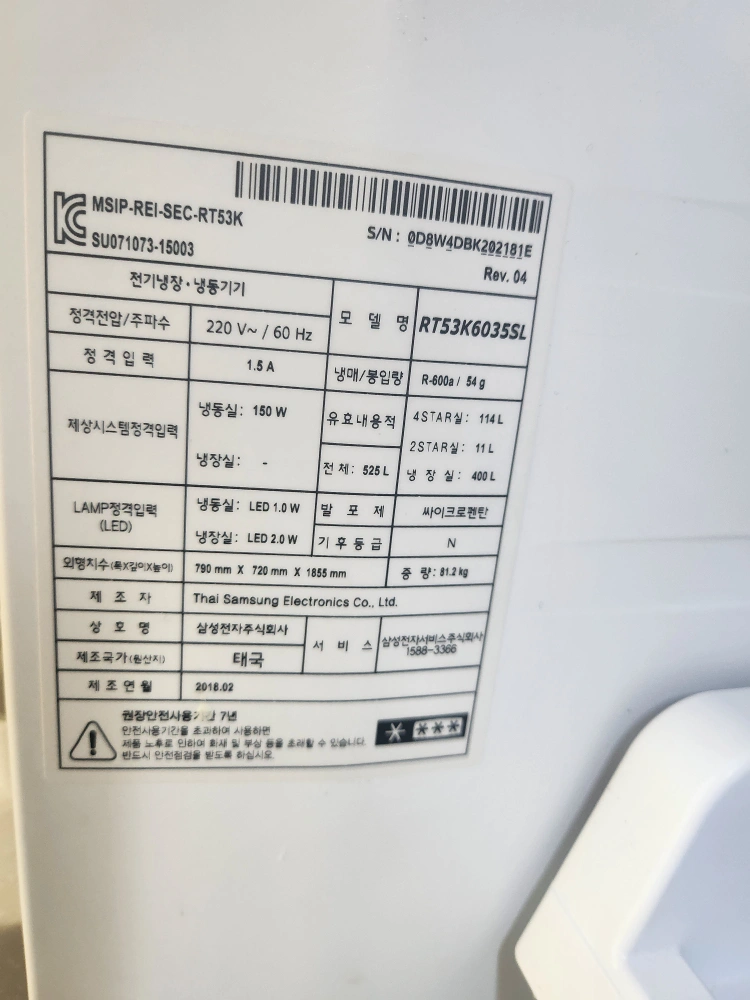 MSIP-REI-SEC-RT53K
SU071073-15003
S/N : 0D8W4DBK202181E
Rev. 04
전기냉장·냉동기기
모 델 명 RT53K6035SL
정격전압/주파수 220 V~ / 60 Hz
정 격 입 력 1.5 A
냉매/봉입량 R-600a / 54 g
제상시스템정격입력 냉동실: 150 W
냉장실: -
유효내용적 4STAR실: 114 L
2STAR실: 11 L
전 체: 525 L 냉 장 실: 400 L
LAMP정격입력
(LED)
냉동실: LED 1.0 W
냉장실: LED 2.0 W
발 포 제 싸이크로펜탄
기 후 등 급 N
외형치수(폭X깊이X높이) 790 mm X 720 mm X 1855 mm 중 량: 81.2 kg
제 조 자 Thai Samsung Electronics Co., Ltd.
상 호 명 삼성전자주식회사
서 비 스 삼성전자서비스주식회사
1588-3366
제조국가(원산지) 태국
제 조 연 월 2018.02
권장안전사용기간 7년
안전사용기간을 초과하여 사용하면
제품 노후로 인하여 화재 및 부상 등을 초래할 수 있습니다.
반드시 안전점검을 받도록 하십시오.